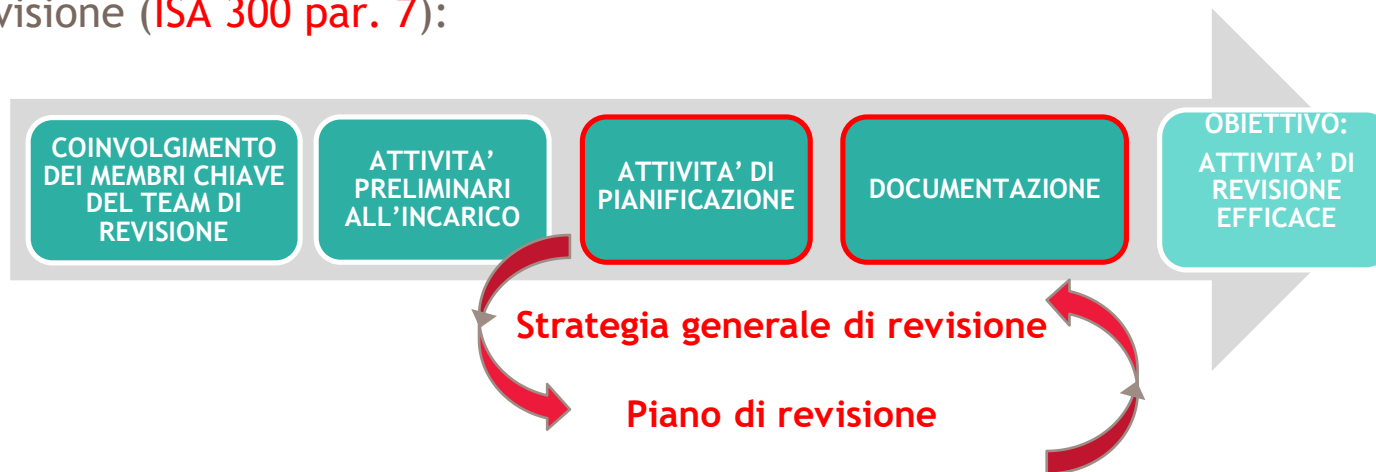 visione (ISA 300 par. 7):
COINVOLGIMENTO
DEI MEMBRI CHIAVE
DEL TEAM DI
REVISIONE
ATTIVITA’
PRELIMINARI
ALL’INCARICO
ATTIVITA’ DI
PIANIFICAZIONE
DOCUMENTAZIONE
OBIETTIVO:
ATTIVITA’ DI
REVISIONE
EFFICACE
Strategia generale di revisione
Piano di revisione